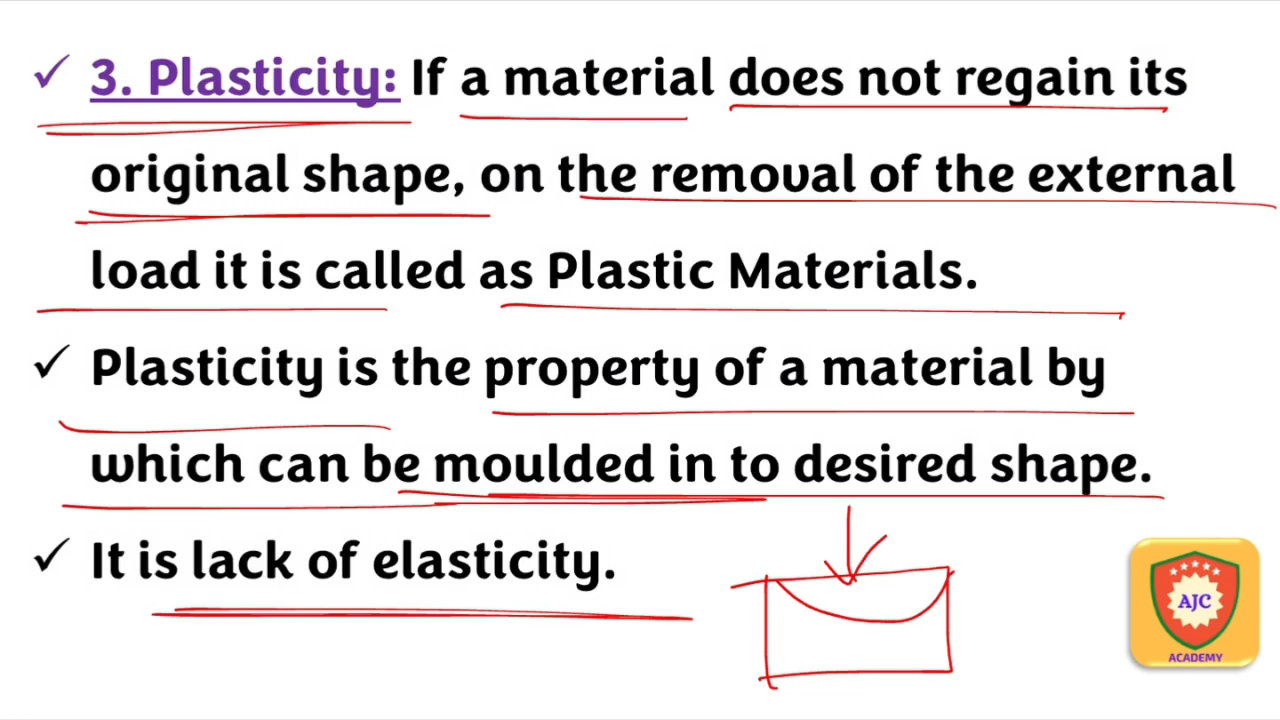 ✓ 3. Plasticity: If a material does not regain its
original shape, on the removal of the external
load it is called as Plastic Materials.
✓ Plasticity is the property of a material by
which can be moulded in to desired shape.
✓ It is lack of elasticity.
AJC
ACADEMY